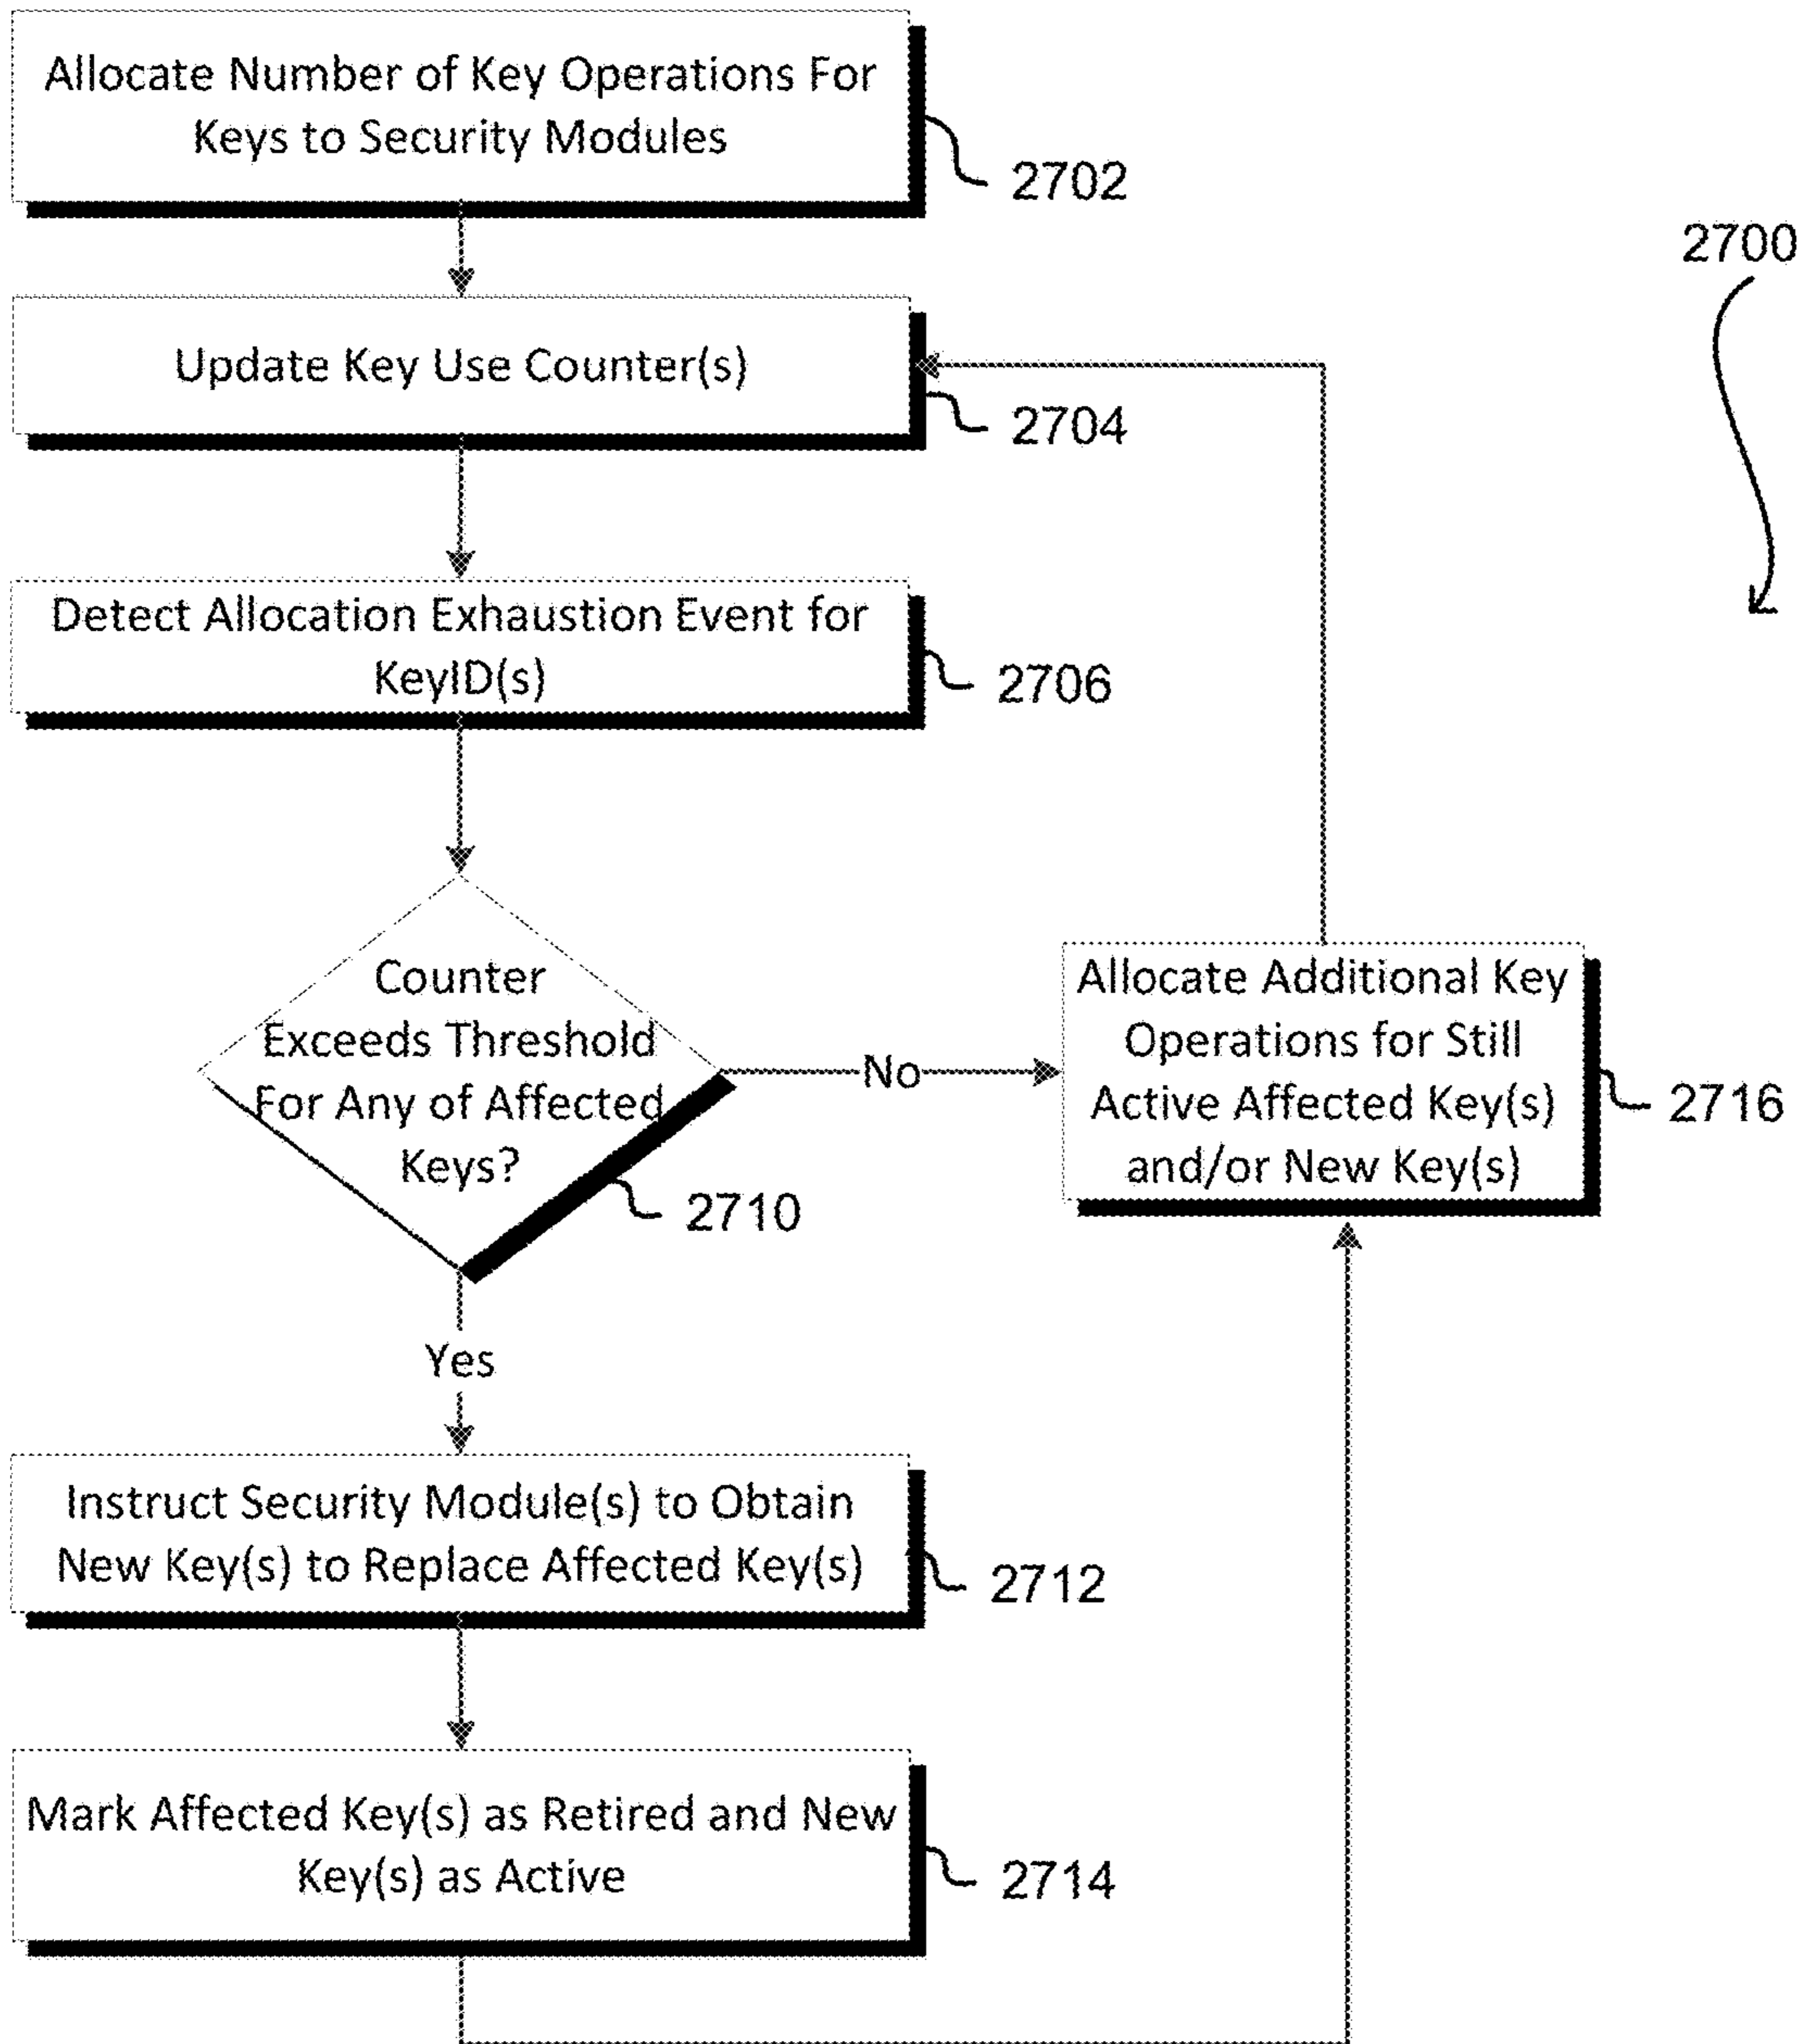 Allocate Number of Key Operations For
Keys to Security Modules
2702
2700
Update Key Use Counter(s)
2704
Detect Allocation Exhaustion Event for
KeyID(s)
2706
Counter
Exceeds Threshold
For Any of Affected
Keys?
2710
No
Allocate Additional Key
Operations for Still
Active Affected Key(s)
and/or New Key(s)
2716
Yes
Instruct Security Module(s) to Obtain
New Key(s) to Replace Affected Key(s)
2712
Mark Affected Key(s) as Retired and New
Key(s) as Active
2714